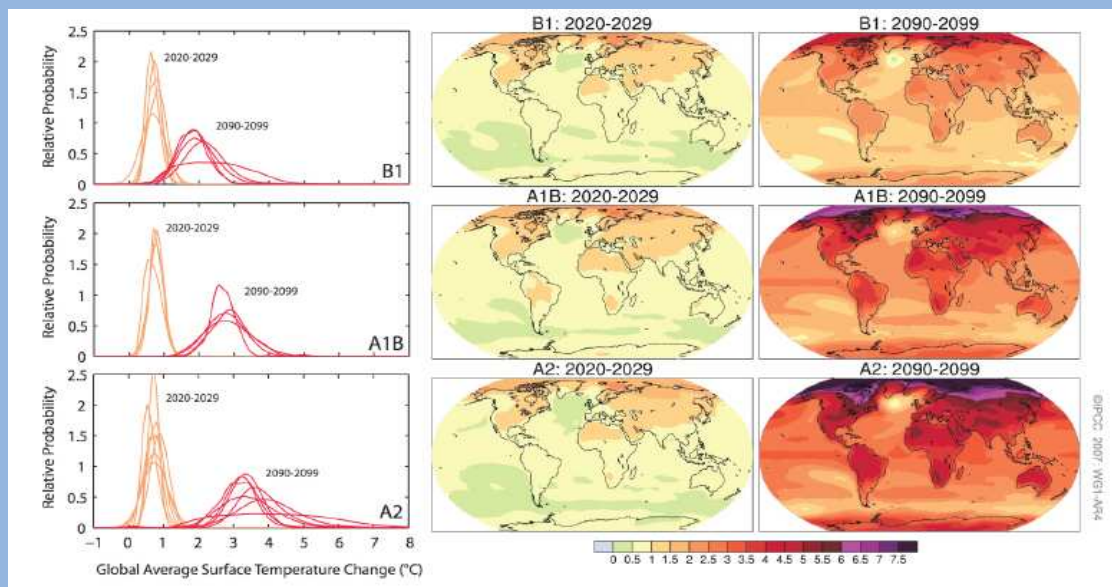 B1: 2020-2029
B1: 2090-2099
Relative Probability
2.5
2
1.5
1
0.5
0
2020-2029
2090-2099
B1
A1B: 2020-2029
A1B: 2090-2099
Relative Probability
2.5
2
1.5
1
0.5
0
2020-2029
2090-2099
A1B
A2: 2020-2029
A2: 2090-2099
Relative Probability
2.5
2
1.5
1
0.5
0
2020-2029
2090-2099
A2
−1 0 1 2 3 4 5 6 7 8
Global Average Surface Temperature Change (°C)
0 0.5 1 1.5 2 2.5 3 3.5 4 4.5 5 5.5 6 6.5 7 7.5
©IPCC 2007: WG1-AR4